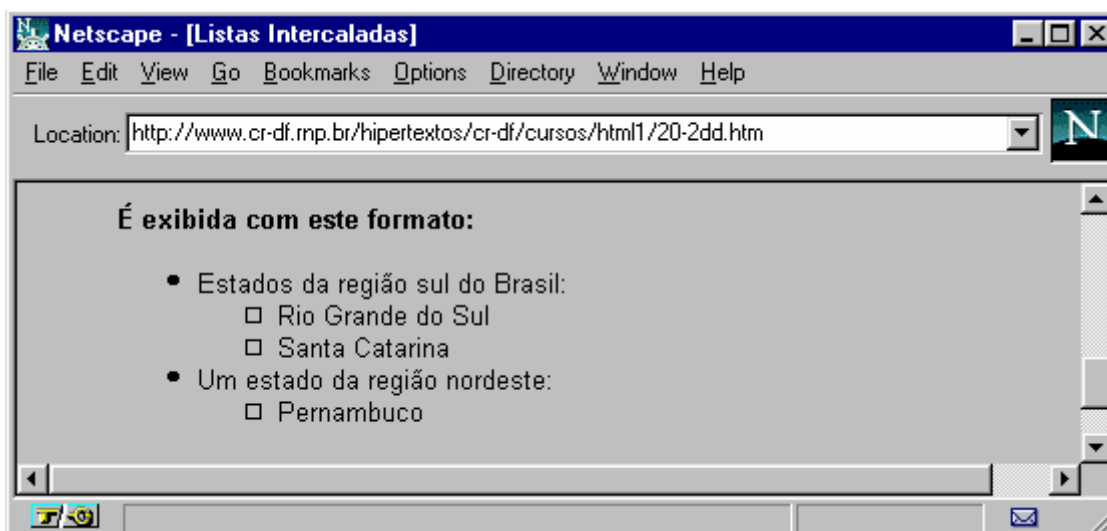 Netscape - [Listas Intercaladas]
File Edit View Go Bookmarks Options Directory Window Help
Location: http://www.cr-df.rnp.br/hipertextos/cr-df/cursos/html1/20-2dd.htm
N
É exibida com este formato:
Estados da região sul do Brasil:
Rio Grande do Sul
Santa Catarina
Um estado da região nordeste:
Pernambuco